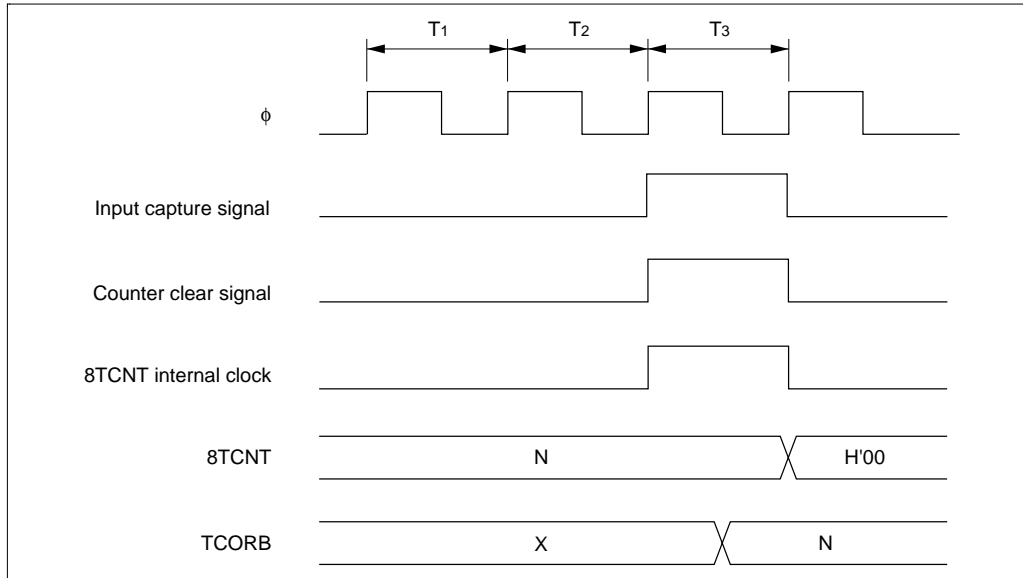 T1 T2 T3
ϕ
Input capture signal
Counter clear signal
8TCNT internal clock
8TCNT N H'00
TCORB X N